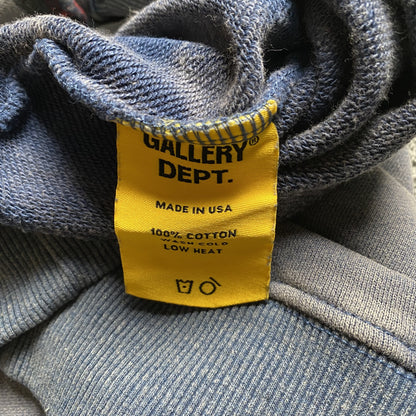 GALLERY®
DEPT.
MADE IN USA
100% COTTON
WASH COLD
LOW HEAT